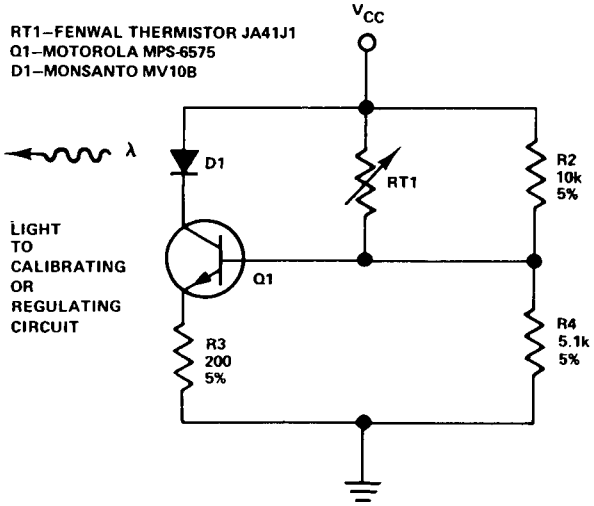 VCC
RT1–FENWAL THERMISTOR JA41J1
Q1–MOTOROLA MPS-6575
D1–MONSANTO MV10B
λ
D1
RT1
R2
10k
5%
LIGHT
TO
CALIBRATING
OR
REGULATING
CIRCUIT
Q1
R3
200
5%
R4
5.1k
5%